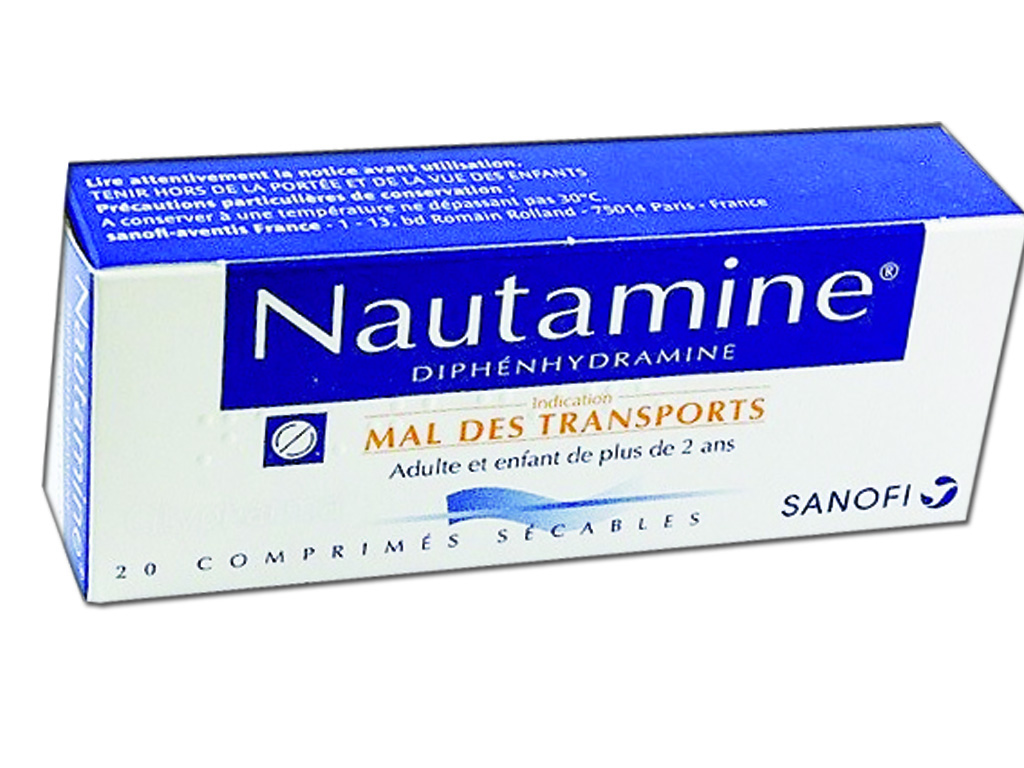 Lire attentivement la notice avant utilisation.
TENIR HORS DE LA PORTÉE ET DE LA VUE DES ENFANTS
Précautions particulières de conservation :
A conserver à une température ne dépassant pas 30°C.
sanofi-aventis France - 1 - 13, bd Romain Rolland - 75014 Paris - France
Nautamine®
DIPHÉNHYDRAMINE
Indication
MAL DES TRANSPORTS
Adulte et enfant de plus de 2 ans
SANOFI
20 COMPRIMÉS SÉCABLES
Nautamine®